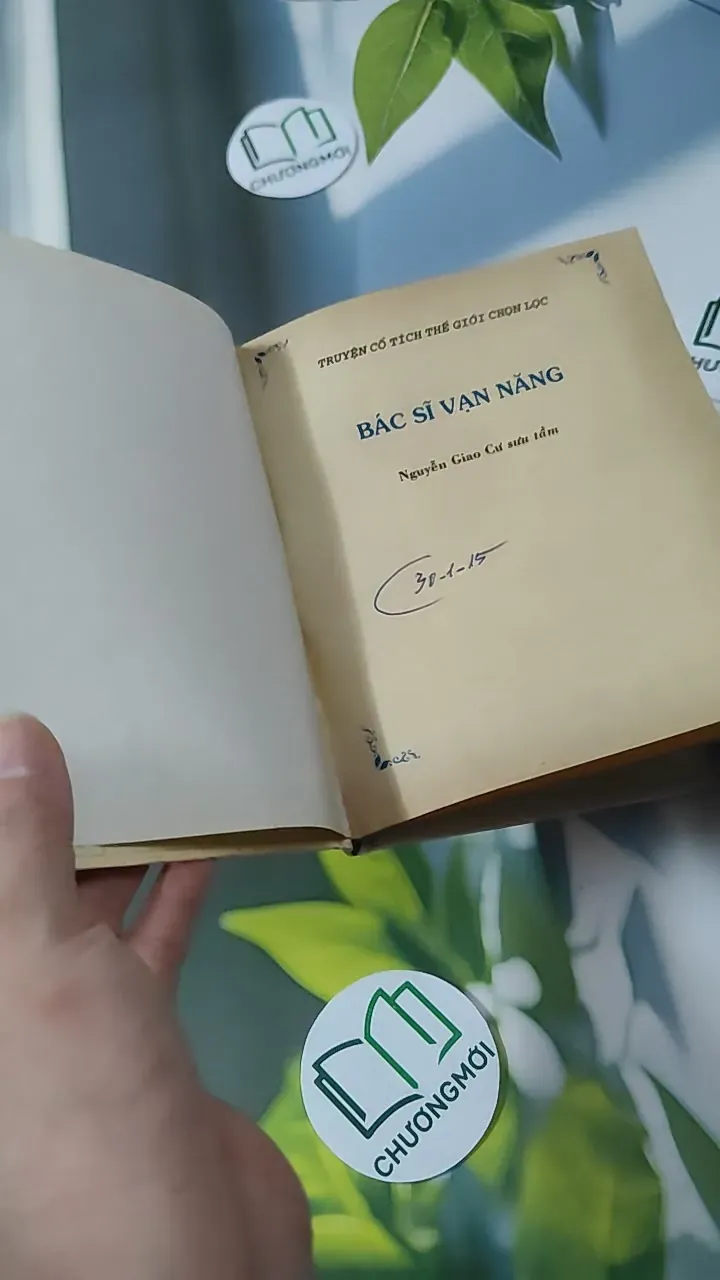 CHƯƠNGMỚI
TRUYỆN CỔ TÍCH THẾ GIỚI CHỌN LỌC
BÁC SĨ VẠN NĂNG
Nguyễn Giao Cư sưu tầm
30-1-15
CHƯƠNGMỚI